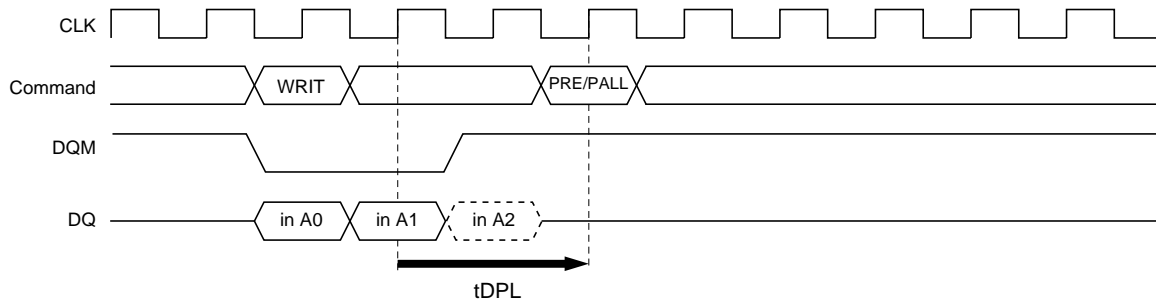 CLK
Command
WRIT
PRE/PALL
DQM
DQ
in A0
in A1
in A2
tDPL